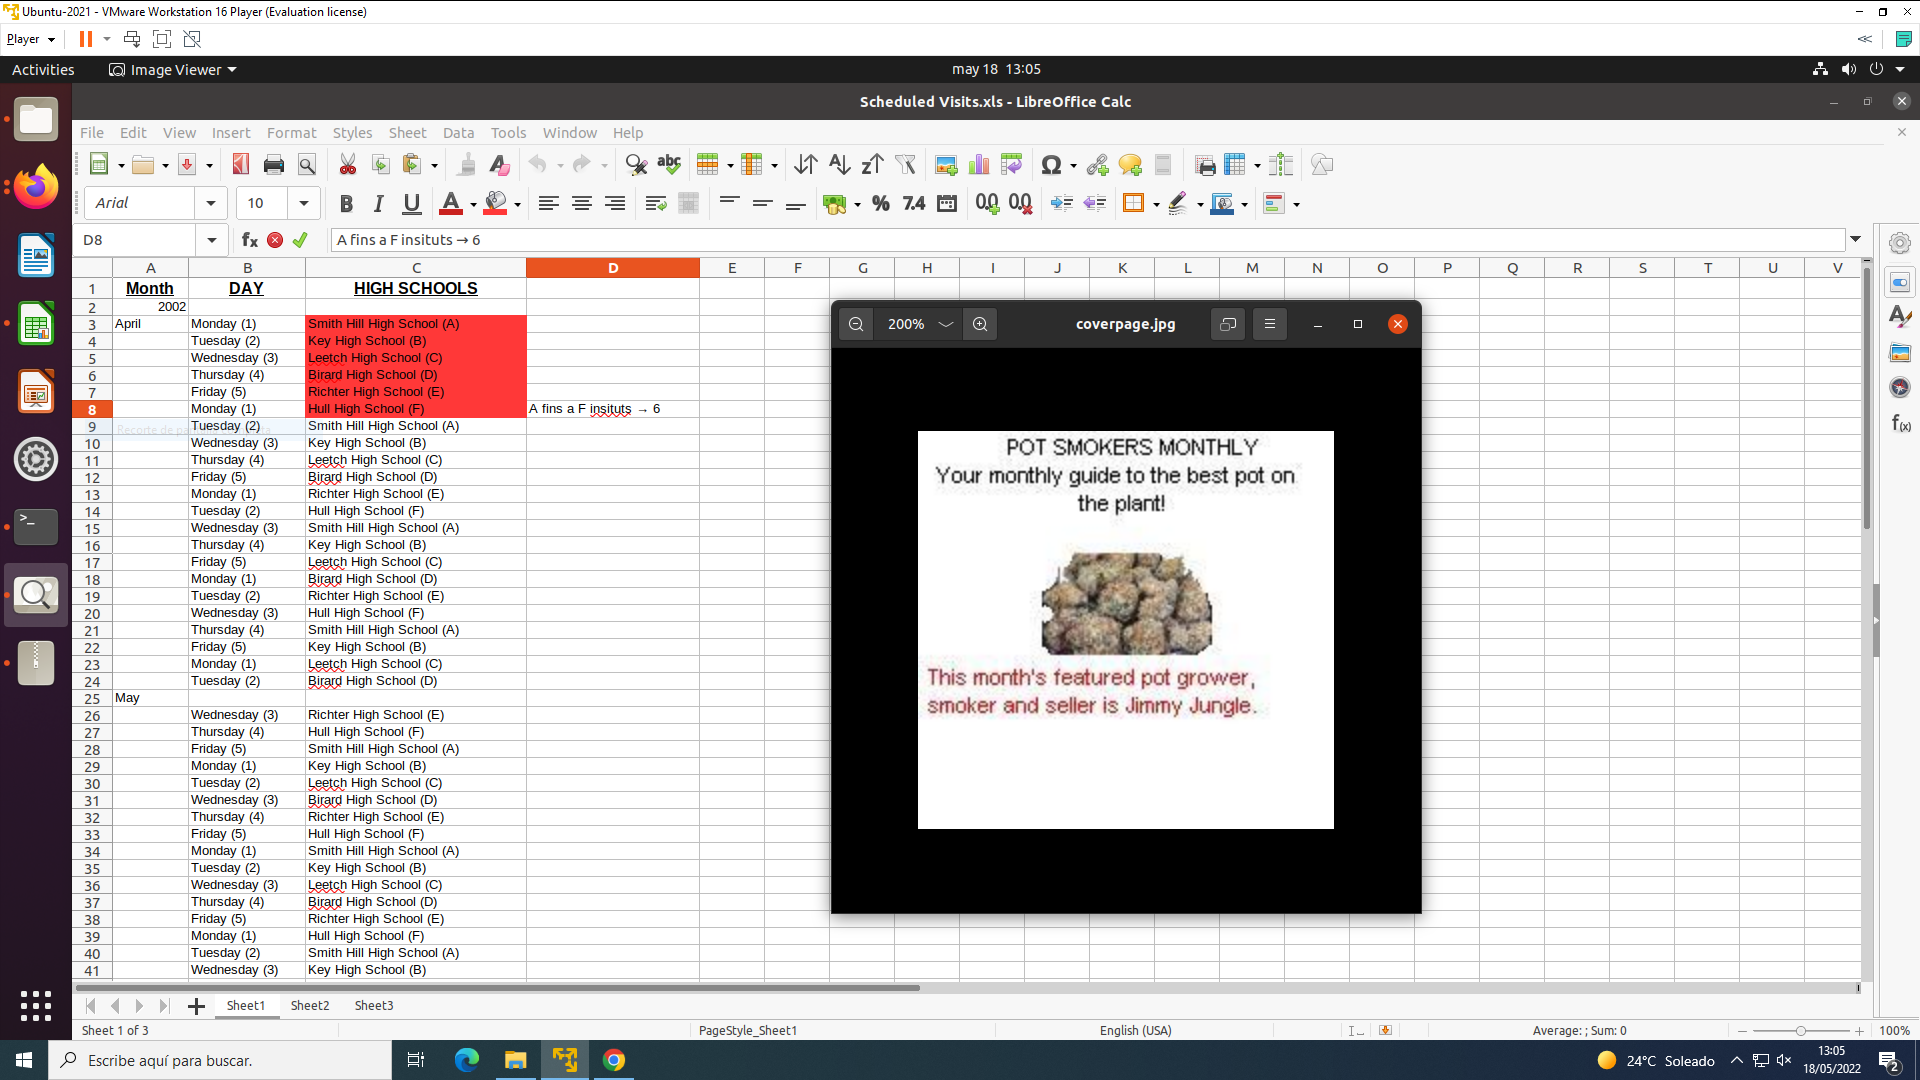 Ubuntu-2021 - VMware Workstation 16 Player (Evaluation license)
Player
Activities Image Viewer may 18 13:05
Scheduled Visits.xls - LibreOffice Calc
File Edit View Insert Format Styles Sheet Data Tools Window Help
Arial 10
D8 A fins a F insituts → 6
A B C D E F G H I J K L M N O P Q R S T U V
1 Month DAY HIGH SCHOOLS
2 2002
3 April Monday (1) Smith Hill High School (A)
4 Tuesday (2) Key High School (B)
5 Wednesday (3) Leetch High School (C)
6 Thursday (4) Birard High School (D)
7 Friday (5) Richter High School (E)
8 Monday (1) Hull High School (F) A fins a F insituts → 6
9 Tuesday (2) Smith Hill High School (A)
10 Wednesday (3) Key High School (B)
11 Thursday (4) Leetch High School (C)
12 Friday (5) Birard High School (D)
13 Monday (1) Richter High School (E)
14 Tuesday (2) Hull High School (F)
15 Wednesday (3) Smith Hill High School (A)
16 Thursday (4) Key High School (B)
17 Friday (5) Leetch High School (C)
18 Monday (1) Birard High School (D)
19 Tuesday (2) Richter High School (E)
20 Wednesday (3) Hull High School (F)
21 Thursday (4) Smith Hill High School (A)
22 Friday (5) Key High School (B)
23 Monday (1) Leetch High School (C)
24 Tuesday (2) Birard High School (D)
25 May
26 Wednesday (3) Richter High School (E)
27 Thursday (4) Hull High School (F)
28 Friday (5) Smith Hill High School (A)
29 Monday (1) Key High School (B)
30 Tuesday (2) Leetch High School (C)
31 Wednesday (3) Birard High School (D)
32 Thursday (4) Richter High School (E)
33 Friday (5) Hull High School (F)
34 Monday (1) Smith Hill High School (A)
35 Tuesday (2) Key High School (B)
36 Wednesday (3) Leetch High School (C)
37 Thursday (4) Birard High School (D)
38 Friday (5) Richter High School (E)
39 Monday (1) Hull High School (F)
40 Tuesday (2) Smith Hill High School (A)
41 Wednesday (3) Key High School (B)
200% coverpage.jpg
POT SMOKERS MONTHLY
Your monthly guide to the best pot on
the plant!
This month's featured pot grower,
smoker and seller is Jimmy Jungle.
Sheet1 Sheet2 Sheet3
Sheet 1 of 3 PageStyle_Sheet1 English (USA) Average: ; Sum: 0 100%
Escribe aquí para buscar. 24°C Soleado 13:05
18/05/2022 2